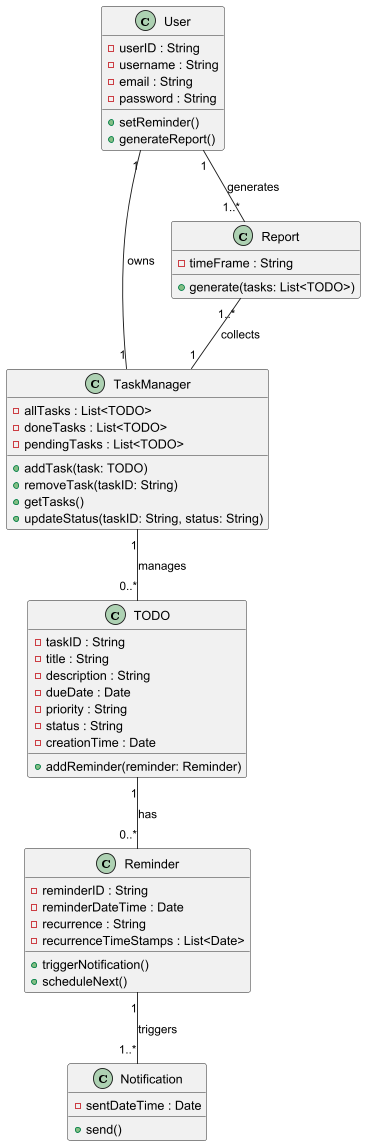 C User
userID : String
username : String
email : String
password : String
setReminder()
generateReport()
1
1
generates
1..*
C Report
timeFrame : String
generate(tasks: List<TODO>)
owns
1..*
collects
1
1
C TaskManager
allTasks : List<TODO>
doneTasks : List<TODO>
pendingTasks : List<TODO>
addTask(task: TODO)
removeTask(taskID: String)
getTasks()
updateStatus(taskID: String, status: String)
1
manages
0..*
C TODO
taskID : String
title : String
description : String
dueDate : Date
priority : String
status : String
creationTime : Date
addReminder(reminder: Reminder)
1
has
0..*
C Reminder
reminderID : String
reminderDateTime : Date
recurrence : String
recurrenceTimeStamps : List<Date>
triggerNotification()
scheduleNext()
1
triggers
1..*
C Notification
sentDateTime : Date
send()